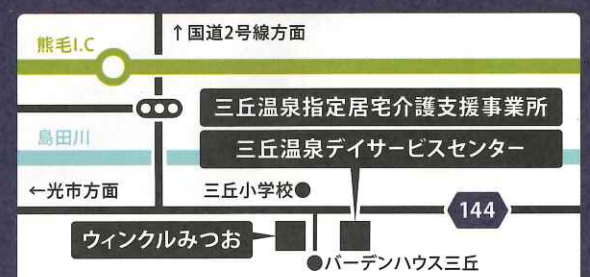 ↑国道2号線方面
熊毛I.C
三丘温泉指定居宅介護支援事業所
島田川
三丘温泉デイサービスセンター
←光市方面
三丘小学校●
144
ウィンクルみつお
●バーデンハウス三丘